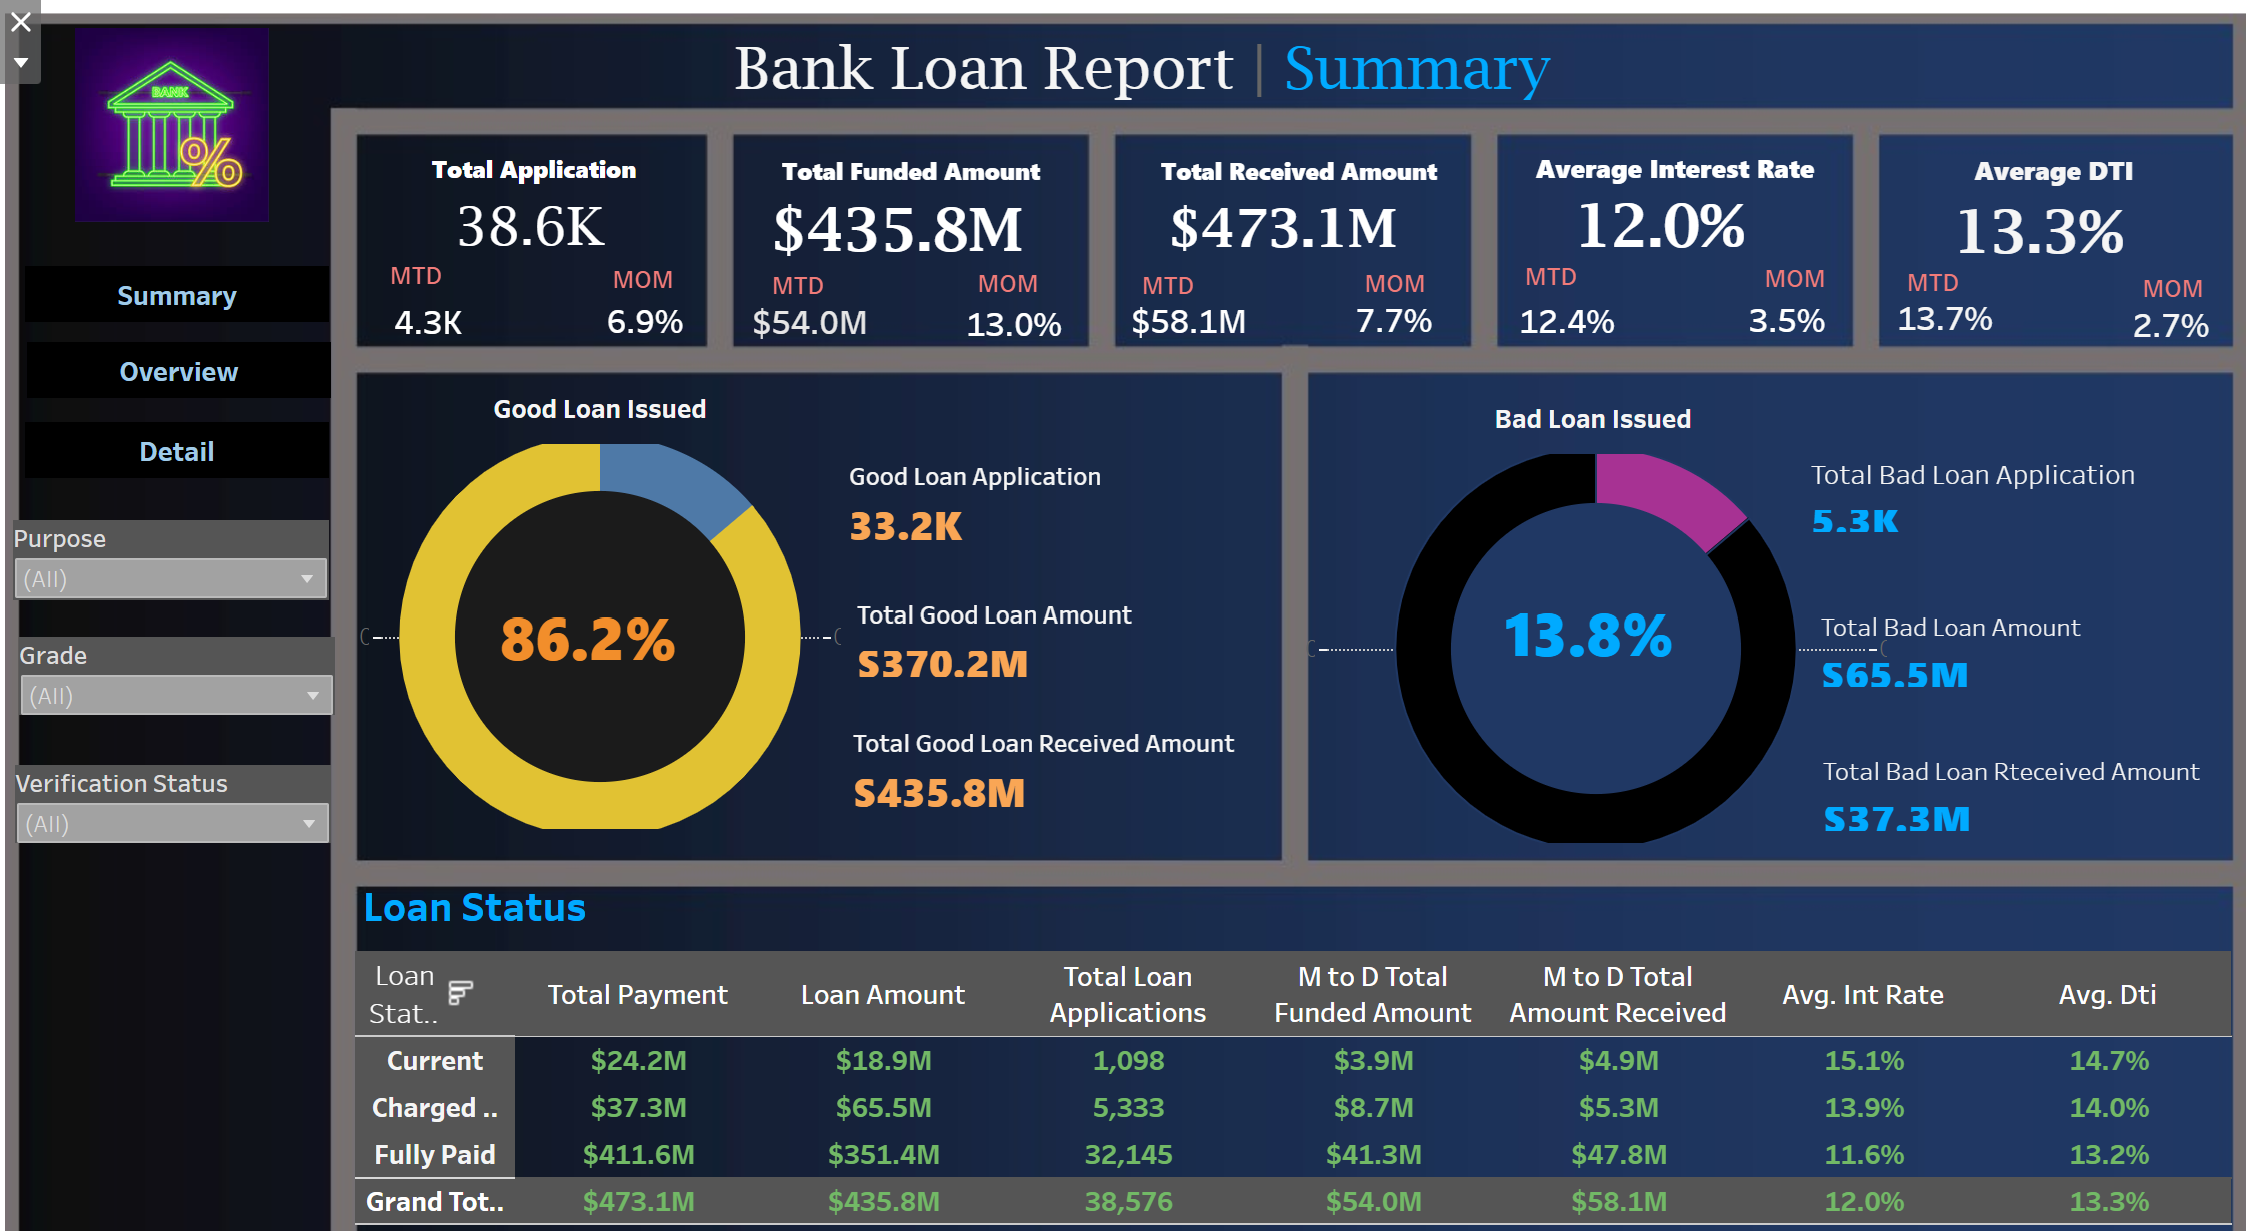 Bank Loan Report | Summary
BANK
%
Summary
Overview
Detail
Purpose
(All)
Grade
(All)
Verification Status
(All)
Total Application
38.6K
MTD
MOM
4.3K
6.9%
Total Funded Amount
$435.8M
MTD
MOM
$54.0M
13.0%
Total Received Amount
$473.1M
MTD
MOM
$58.1M
7.7%
Average Interest Rate
12.0%
MTD
MOM
12.4%
3.5%
Average DTI
13.3%
MTD
MOM
13.7%
2.7%
Good Loan Issued
86.2%
Good Loan Application
33.2K
Total Good Loan Amount
$370.2M
Total Good Loan Received Amount
$435.8M
Bad Loan Issued
13.8%
Total Bad Loan Application
5.3K
Total Bad Loan Amount
$65.5M
Total Bad Loan Rteceived Amount
$37.3M
Loan Status
Loan Stat.. Total Payment Loan Amount Total Loan Applications M to D Total Funded Amount M to D Total Amount Received Avg. Int Rate Avg. Dti
Current $24.2M $18.9M 1,098 $3.9M $4.9M 15.1% 14.7%
Charged .. $37.3M $65.5M 5,333 $8.7M $5.3M 13.9% 14.0%
Fully Paid $411.6M $351.4M 32,145 $41.3M $47.8M 11.6% 13.2%
Grand Tot.. $473.1M $435.8M 38,576 $54.0M $58.1M 12.0% 13.3%